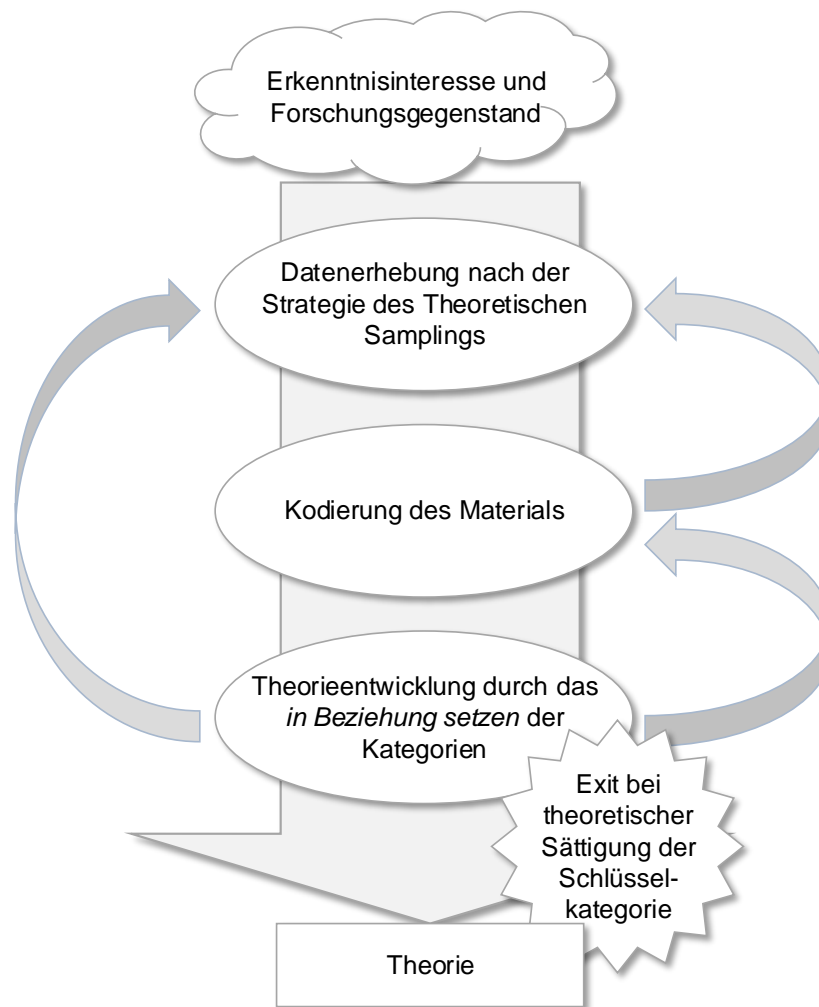 Erkenntnisinteresse und
Forschungsgegenstand
Datenerhebung nach der
Strategie des Theoretischen
Samplings
Kodierung des Materials
Theorieentwicklung durch das
in Beziehung setzen der
Kategorien
Exit bei
theoretischer
Sättigung der
Schlüssel-
kategorie
Theorie